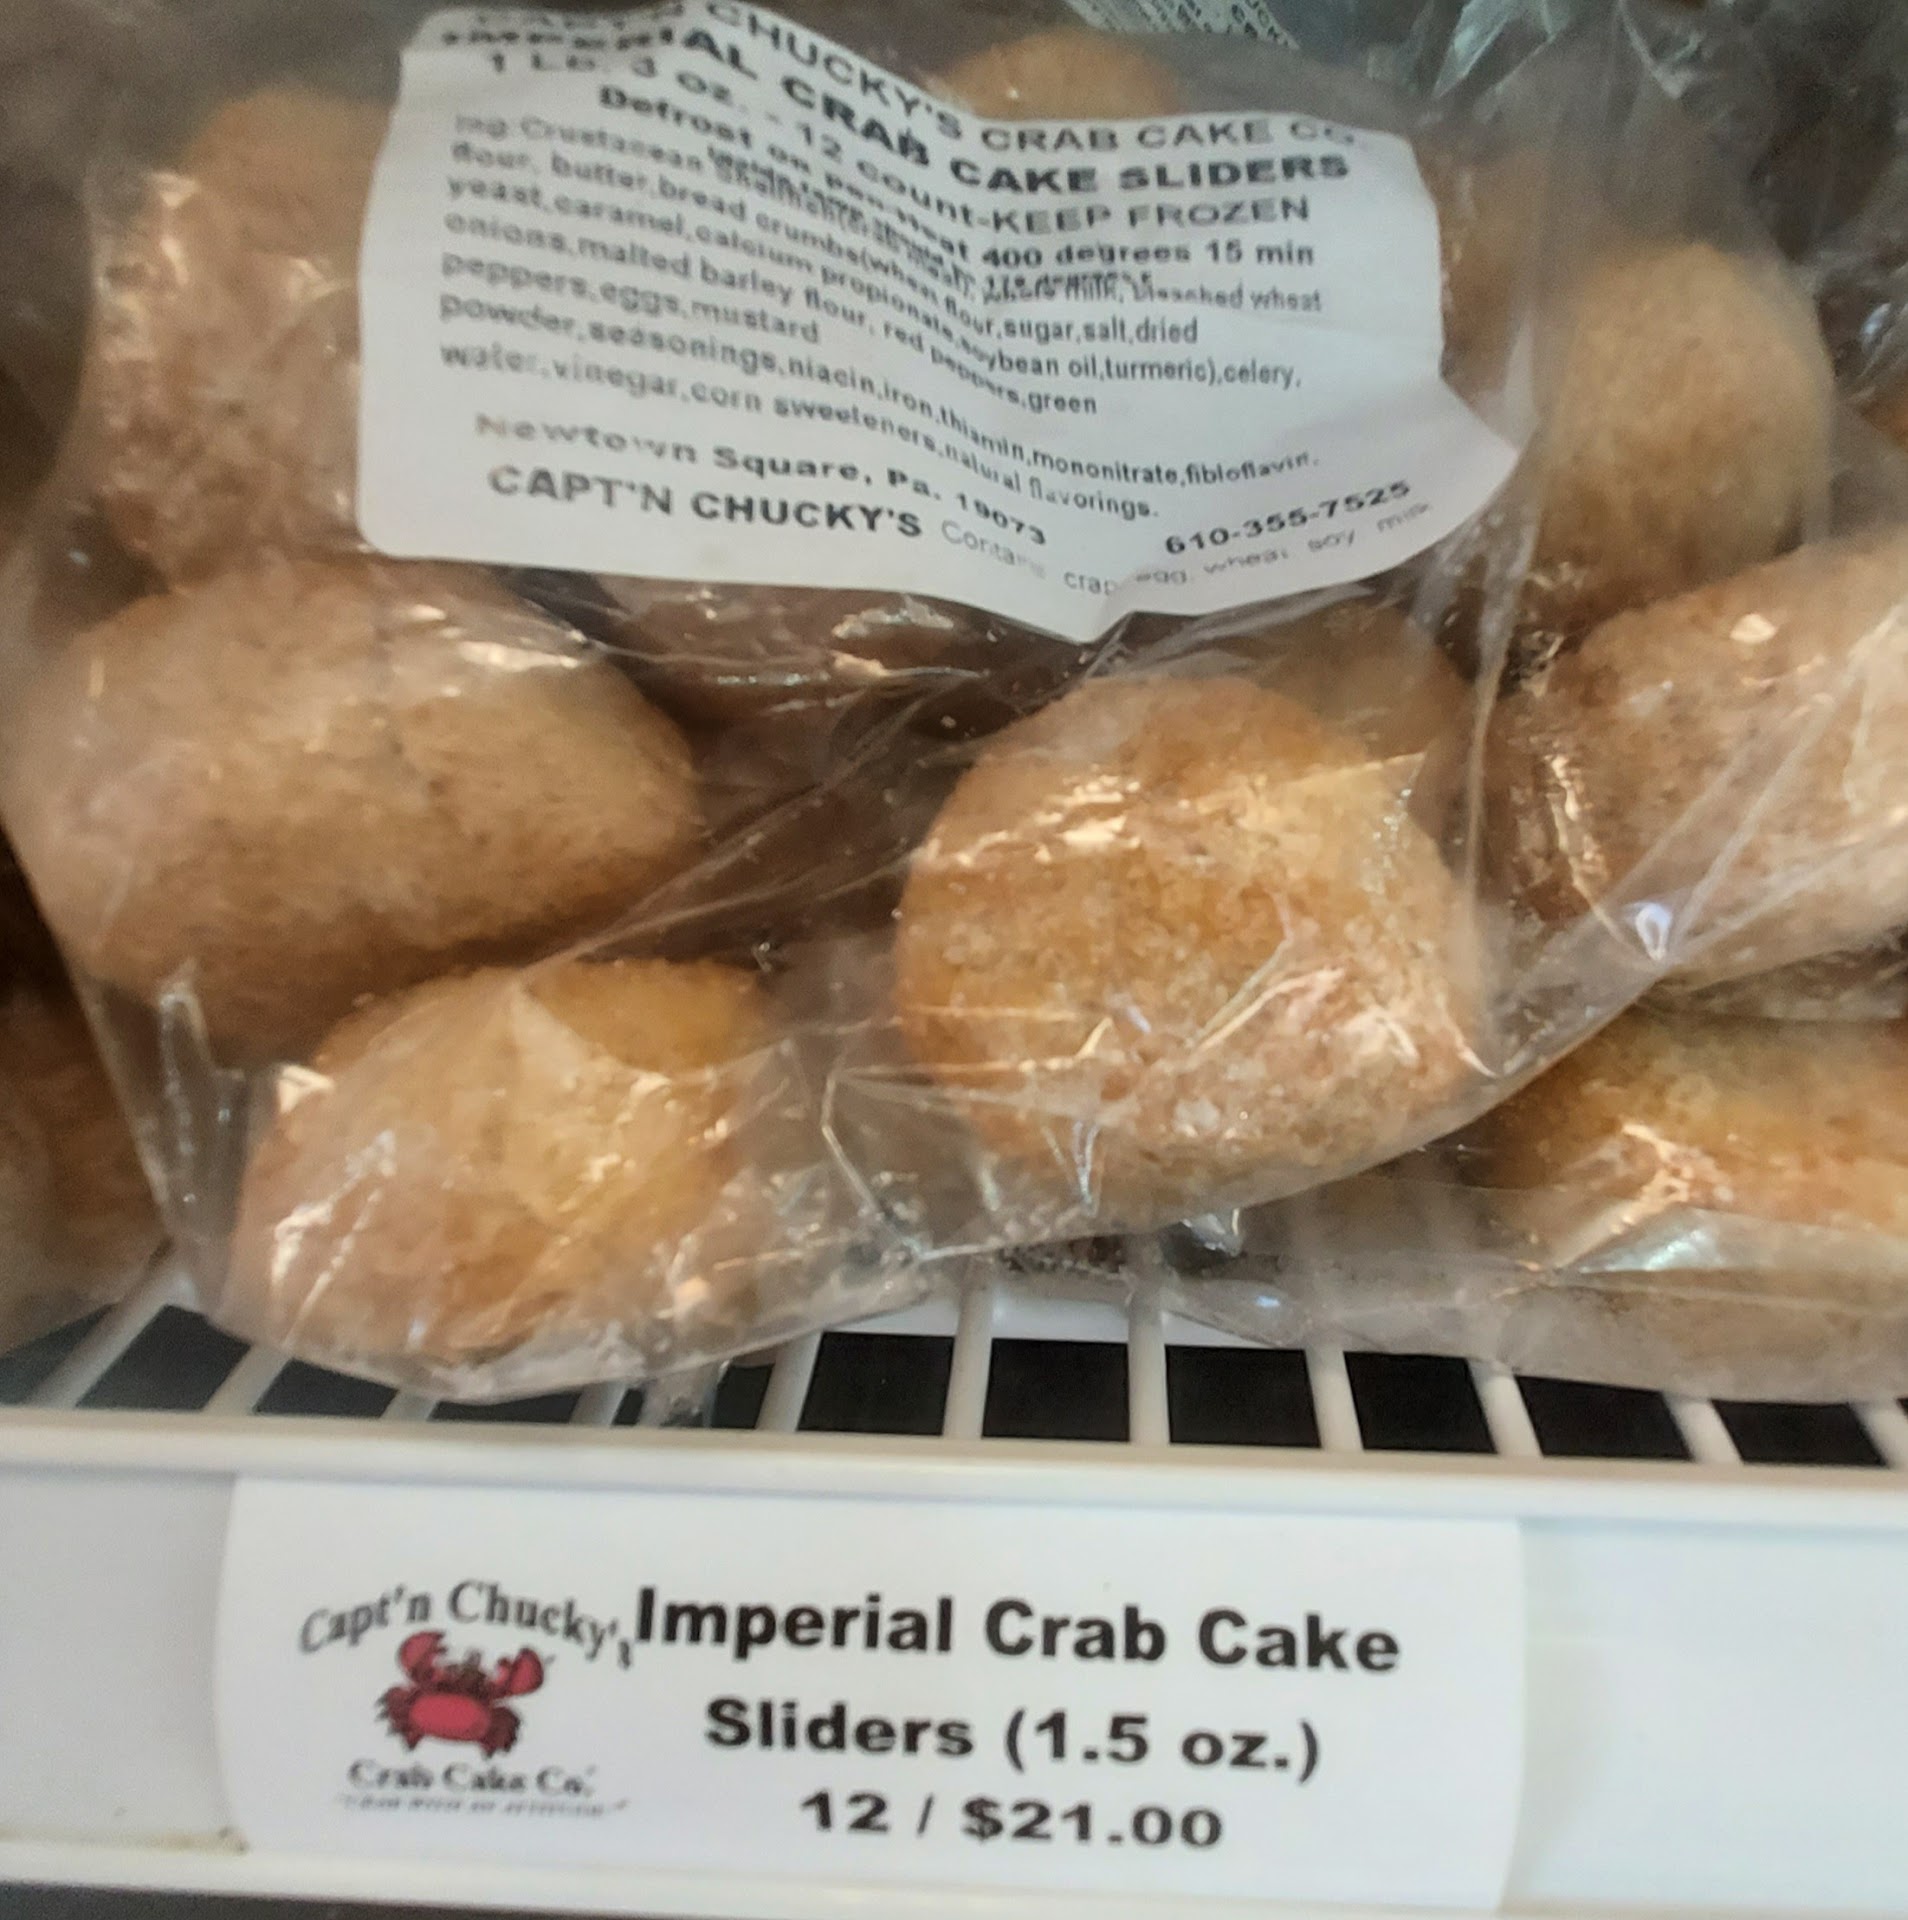 CHUCKY'S CRAB CAKE CO.
IMPERIAL CRAB CAKE SLIDERS
1 LB. 3 oz. - 12 count-KEEP FROZEN
Defrost on pan-Heat 400 degrees 15 min
ing:Crustacean Shellfish( bleached wheat
flour, butter,bread crumbs(wheat flour,sugar,salt,dried
yeast,caramel,calcium propionate,soybean oil,turmeric),celery,
onions,malted barley flour, red peppers,green
peppers,eggs,mustard
powder,seasonings,niacin,iron,thiamin,mononitrate,fibloflavin.
water,vinegar,corn sweeteners,natural flavorings.
Newtown Square, Pa. 19073 610-355-7525
CAPT'N CHUCKY'S Contains crab egg, wheat soy milk
Capt'n Chucky's
Crab Cake Co.
Imperial Crab Cake
Sliders (1.5 oz.)
12 / $21.00